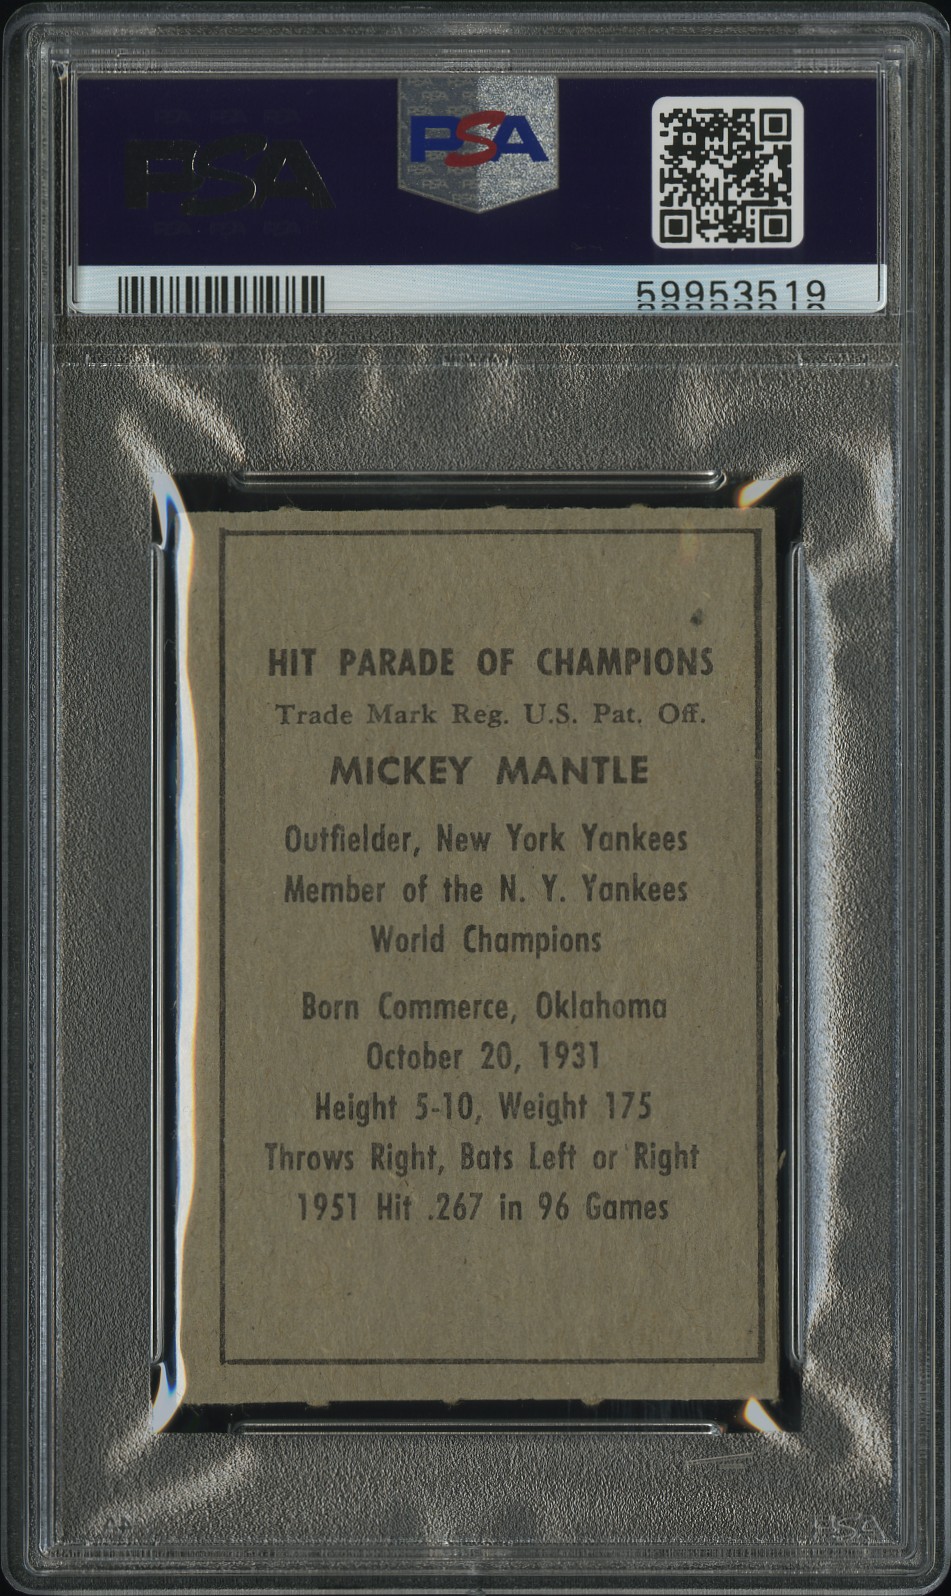 PSA
PSA
59953519
HIT PARADE OF CHAMPIONS
Trade Mark Reg. U.S. Pat. Off.
MICKEY MANTLE
Outfielder, New York Yankees
Member of the N. Y. Yankees
World Champions
Born Commerce, Oklahoma
October 20, 1931
Height 5-10, Weight 175
Throws Right, Bats Left or Right
1951 Hit .267 in 96 Games
PSA